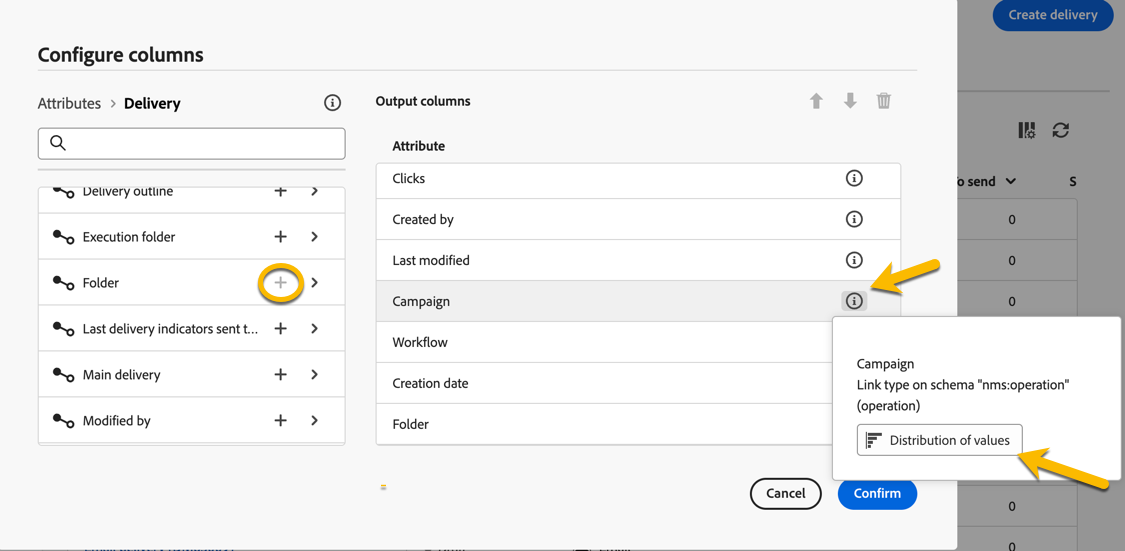 Create delivery
Configure columns
Attributes > Delivery
Output columns
Attribute
Delivery outline
Execution folder
Folder
Last delivery indicators sent t...
Main delivery
Modified by
Clicks
Created by
Last modified
Campaign
Workflow
Creation date
Folder
To send
S
0
0
0
Campaign
Link type on schema "nms:operation"
(operation)
Distribution of values
Cancel
Confirm
0
0